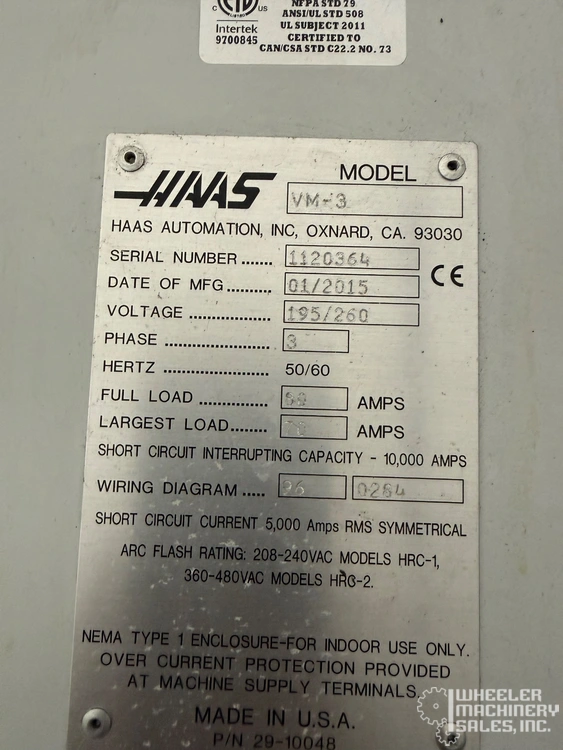 NFPA STD 79
C US
ANSI/UL STD 508
UL SUBJECT 2011
Intertek
CERTIFIED TO
9700845
CAN/CSA STD C22.2 NO. 73
HAAS
MODEL
VM-3
HAAS AUTOMATION, INC, OXNARD, CA. 93030
SERIAL NUMBER ....... 1120364
CE
DATE OF MFG.......... 01/2015
VOLTAGE ................. 195/260
PHASE ...................... 3
HERTZ ...................... 50/60
FULL LOAD .............. AMPS
LARGEST LOAD........ AMPS
SHORT CIRCUIT INTERRUPTING CAPACITY - 10,000 AMPS
WIRING DIAGRAM ..... 96 0284
SHORT CIRCUIT CURRENT 5,000 Amps RMS SYMMETRICAL
ARC FLASH RATING: 208-240VAC MODELS HRC-1,
360-480VAC MODELS HRC-2.
NEMA TYPE 1 ENCLOSURE-FOR INDOOR USE ONLY.
OVER CURRENT PROTECTION PROVIDED
AT MACHINE SUPPLY TERMINALS.
MADE IN U.S.A.
P/N 29-10048
WHEELER
MACHINERY
SALES, INC.